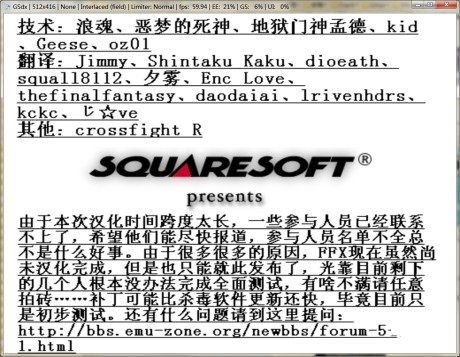 GSdx | 512x416 | None | Interlaced (field) | Limiter: Normal | fps: 59.94 | EE: 21% | GS: 6% | UI: 0%
技术：浪魂、恶梦的死神、地狱门神孟德、kid
、Geese、oz01
翻译：Jimmy、Shintaku Kaku、dioeath、
squall8112、夕雾、Enc Love、
thefinalfantasy、daodaiai、lrivenhdrs、
kckc、ピ☆ve
其他：crossfight R
SQUARESOFT®
presents
由于本次汉化时间跨度太长，一些参与人员已经联系
不上了，希望他们能尽快报道，参与人员名单不全总
不是什么好事。由于很多很多的原因，FFX现在虽然尚
未汉化完成，但是也只能就此发布了，光靠目前剩下
的几个人根本没办法完成全面测试，有啥不满请任意
拍砖……补丁可能比杀毒软件更新还快，毕竟目前只
是初步测试。还有什么问题请到这里提问：
http://bbs.emu-zone.org/newbbs/forum-5-
1.html